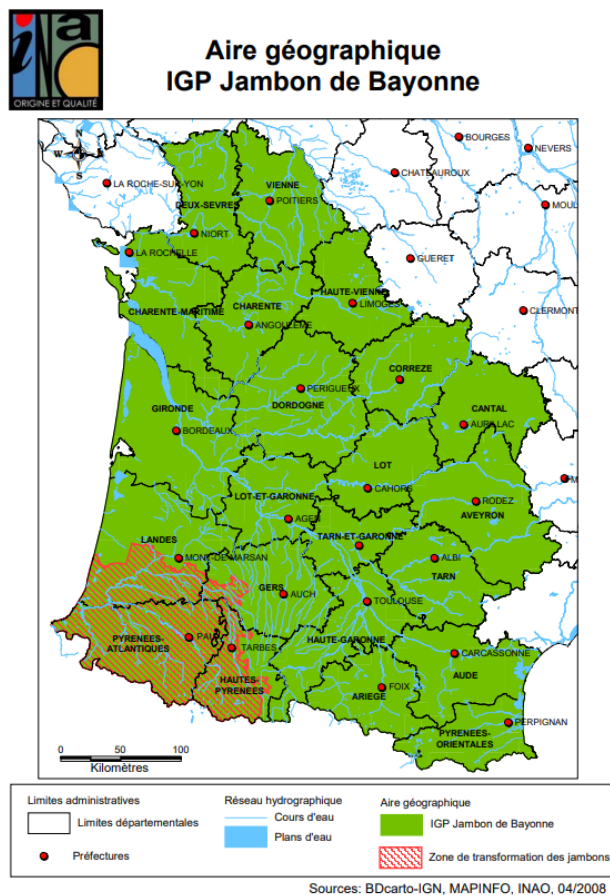 INAO
ORIGINE ET QUALITÉ
Aire géographique
IGP Jambon de Bayonne
N
W
E
S
BOURGES
NEVERS
CHATEAUROUX
LA ROCHE-SUR-YON
VIENNE
POITIERS
DEUX-SEVRES
MOUL
NIORT
LA ROCHELLE
GUERET
HAUTE-VIENNE
CHARENTE-MARITIME
CHARENTE
LIMOGES
CLERMONT
ANGOULEME
CORREZE
PERIGUEUX
DORDOGNE
GIRONDE
CANTAL
BORDEAUX
AURILLAC
LOT
CAHORS
M
LOT-ET-GARONNE
RODEZ
AVEYRON
AGEN
LANDES
TARN-ET-GARONNE
MONT-DE-MARSAN
ALBI
TARN
GERS
AUCH
TOULOUSE
PYRENEES-
ATLANTIQUES
PAU
TARBES
HAUTE-GARONNE
CARCASSONNE
HAUTES-
PYRENEES
AUDE
FOIX
ARIEGE
PERPIGNAN
PYRENEES-
ORIENTALES
0 50 100
Kilomètres
Limites administratives
Limites départementales
Préfectures
Réseau hydrographique
Cours d'eau
Plans d'eau
Aire géographique
IGP Jambon de Bayonne
Zone de transformation des jambons
Sources: BDcarto-IGN, MAPINFO, INAO, 04/2008